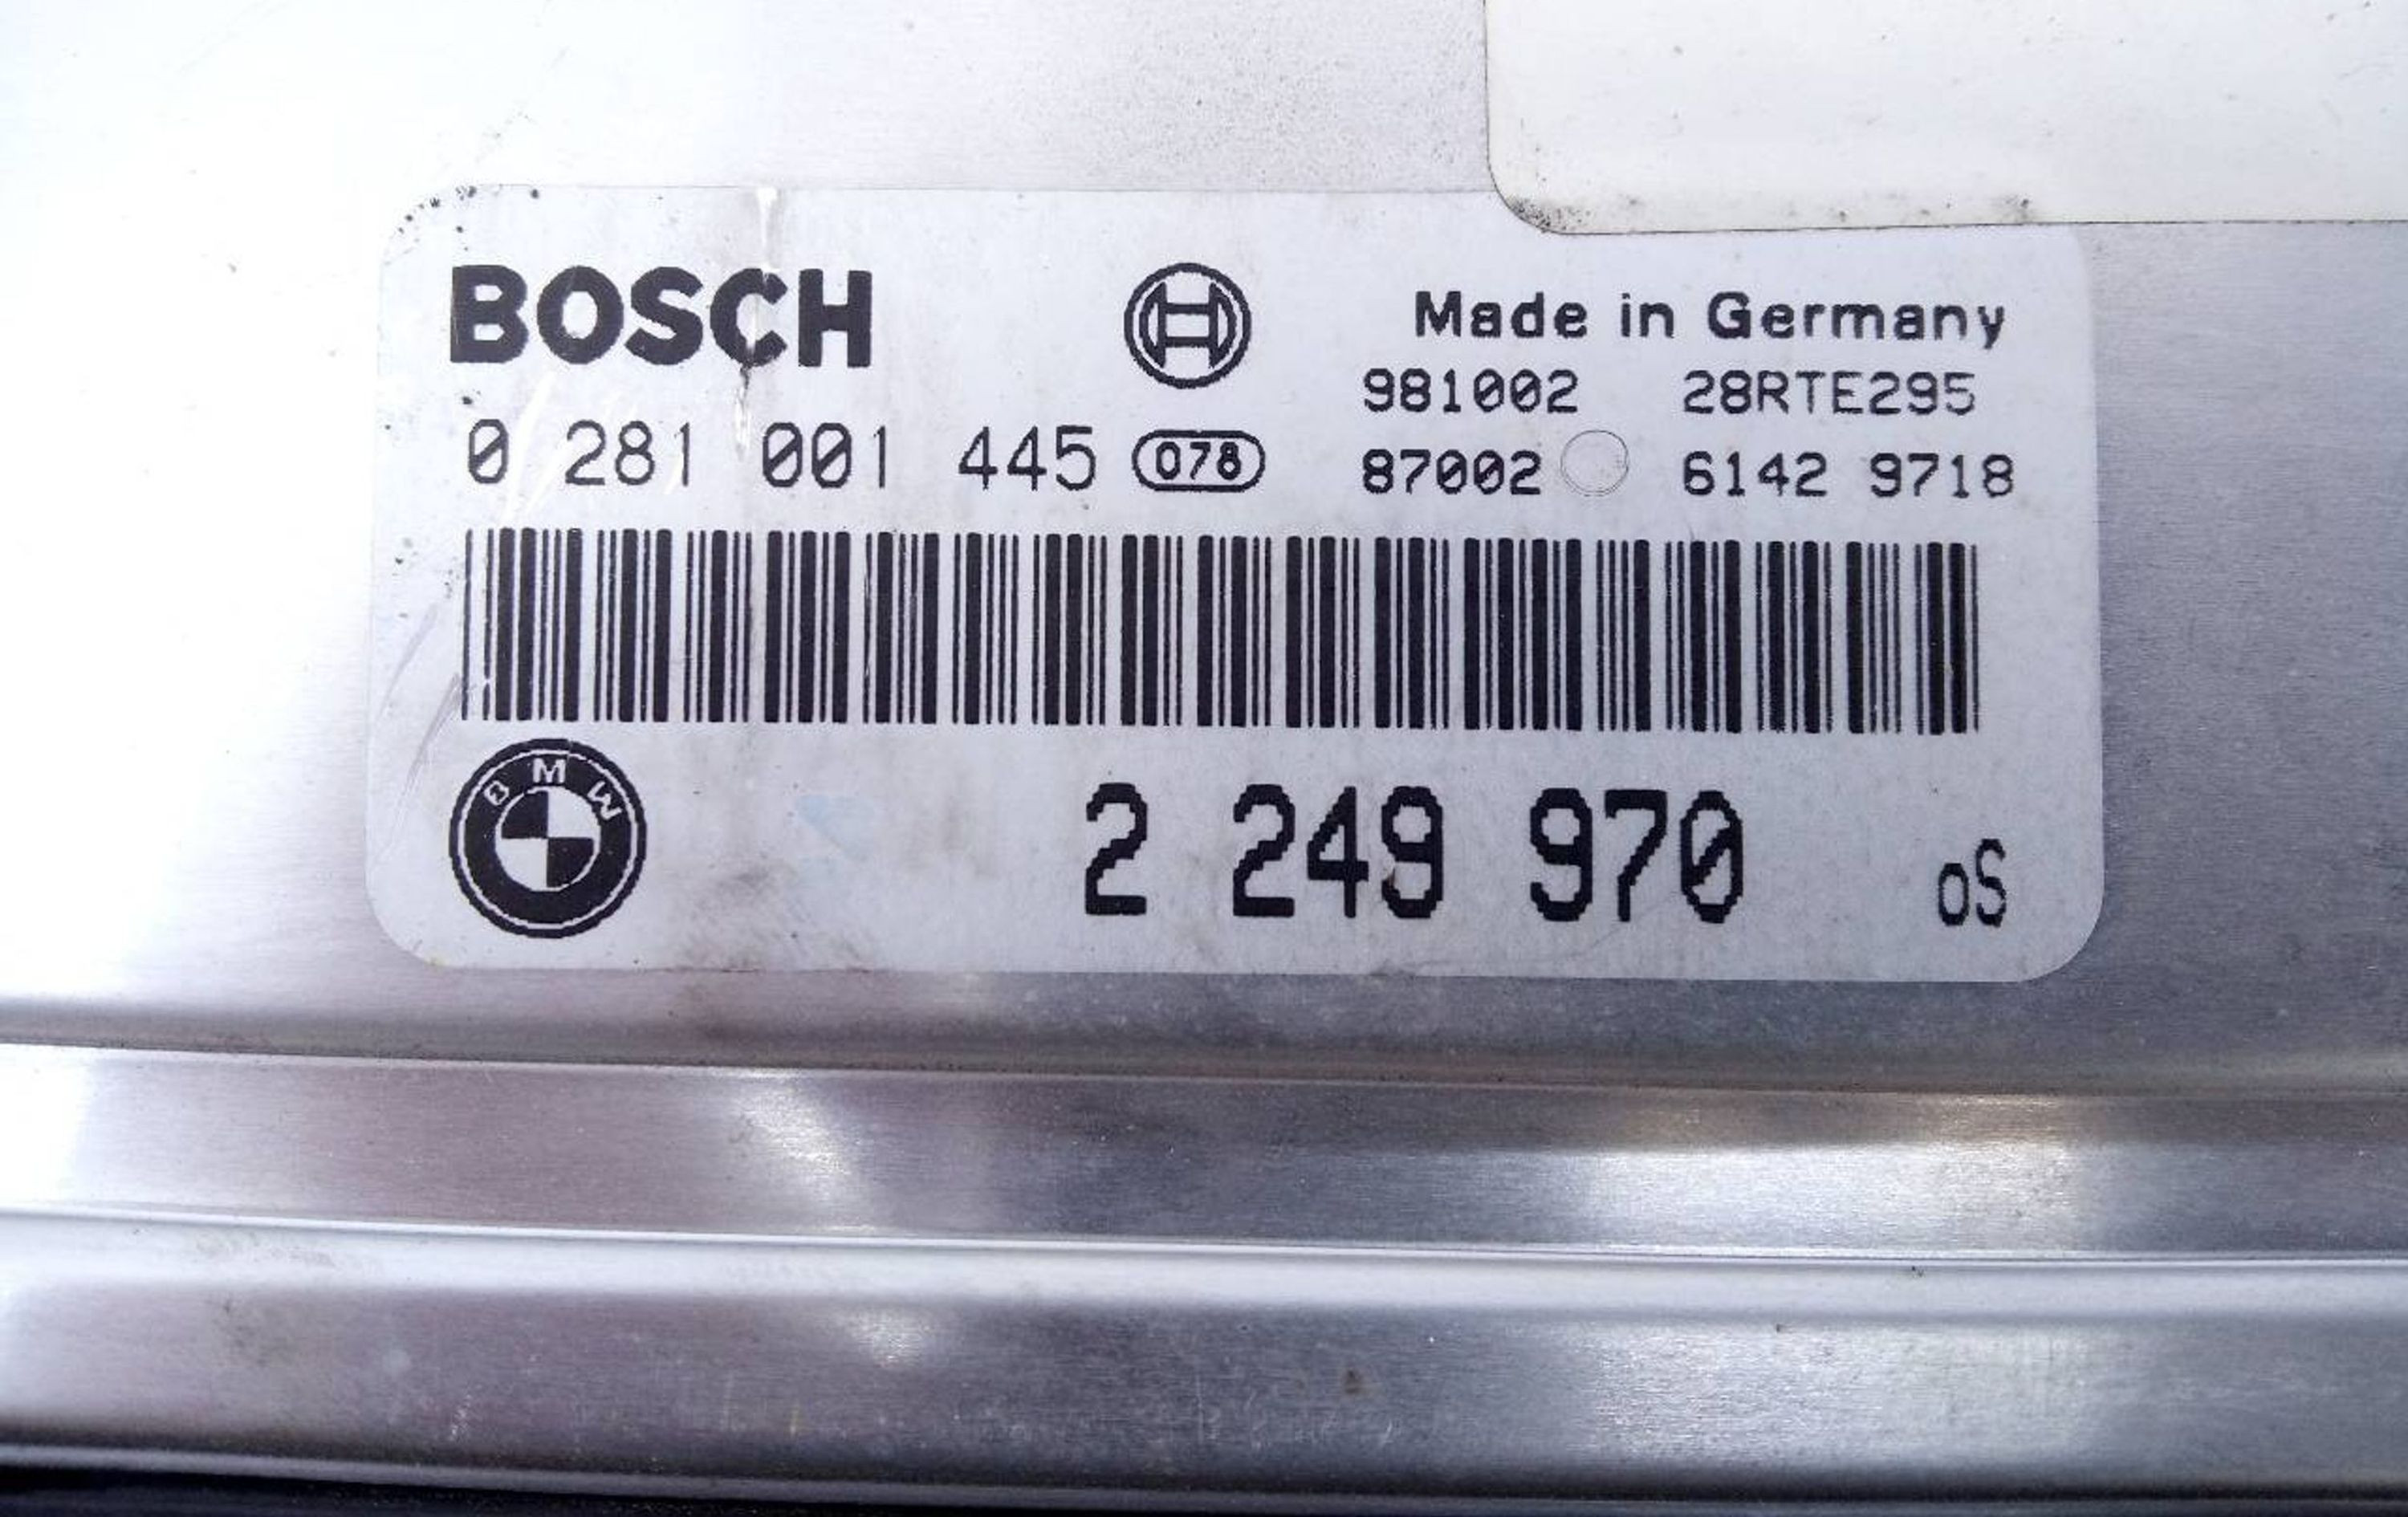 BOSCH
Made in Germany
981002 28RTE295
0 281 001 445 078
87002 6142 9718
BMW
2 249 970 oS